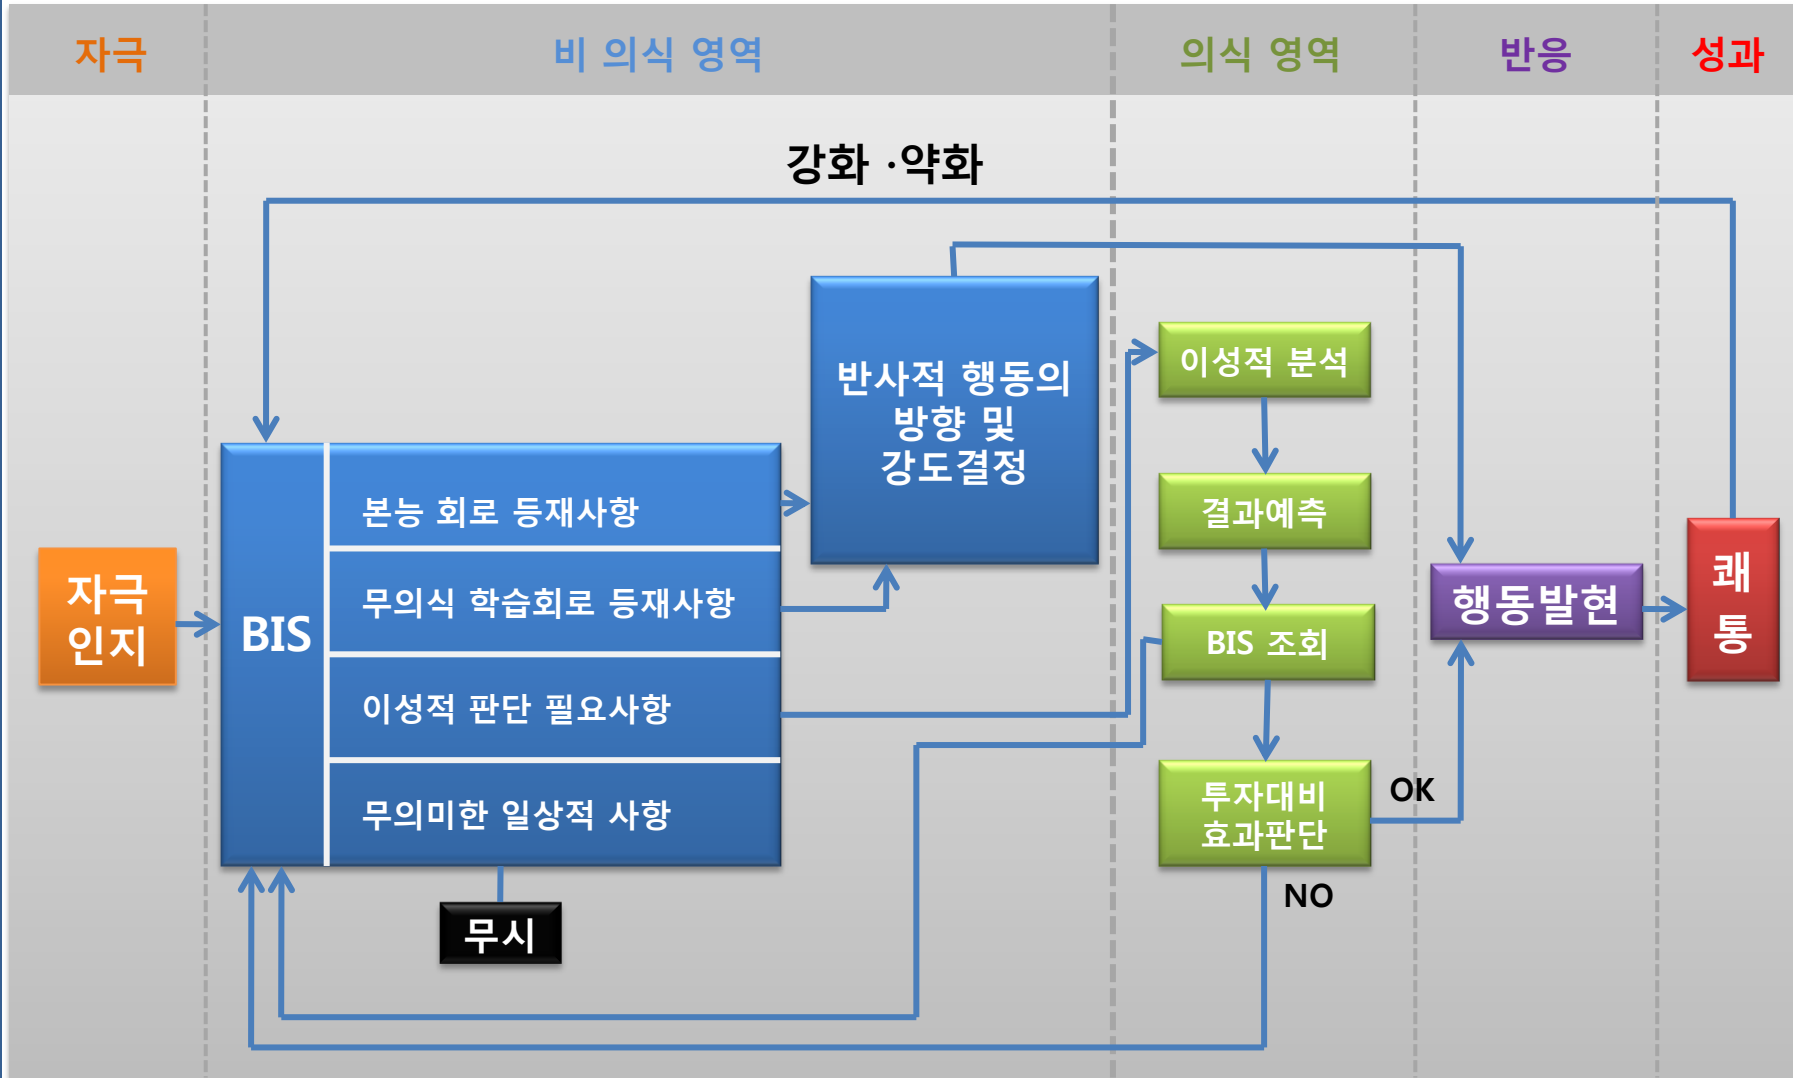 자극
비 의식 영역
의식 영역
반응
성과
강화 ·약화
자극
인지
BIS
본능 회로 등재사항
무의식 학습회로 등재사항
이성적 판단 필요사항
무의미한 일상적 사항
무시
반사적 행동의
방향 및
강도결정
이성적 분석
결과예측
BIS 조회
투자대비
효과판단
OK
NO
행동발현
쾌
통